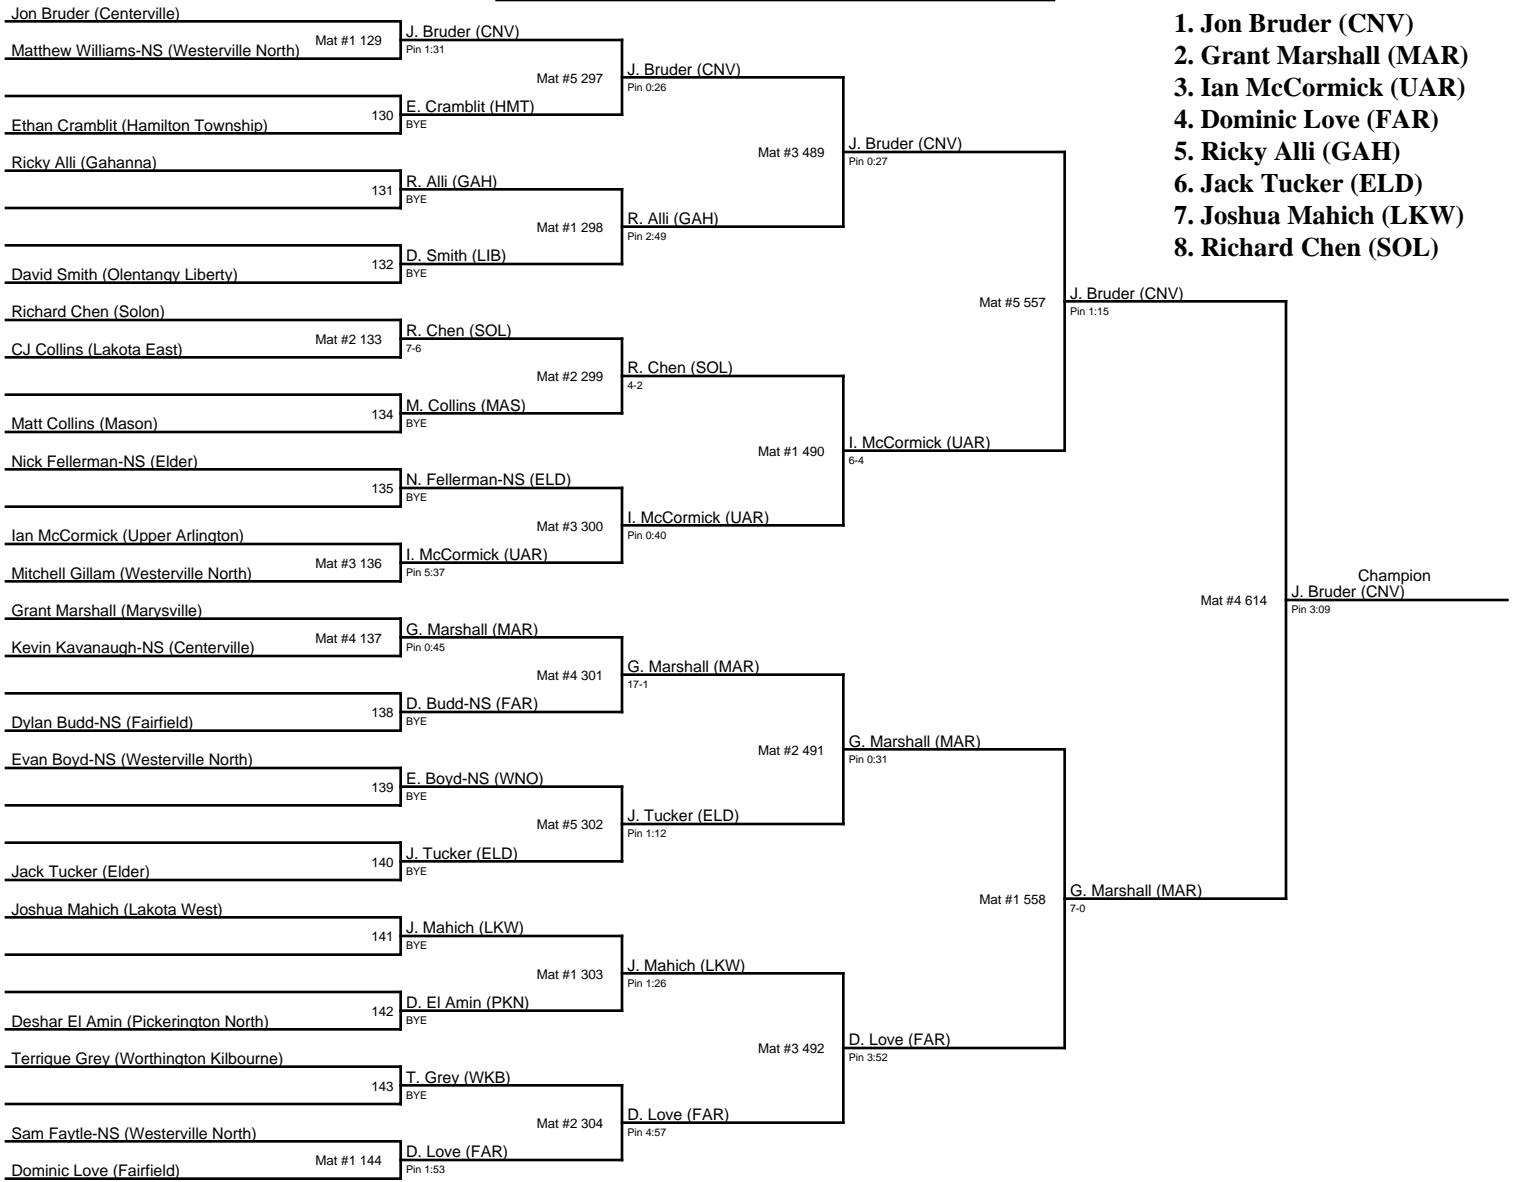 Jon Bruder (Centerville)
Matthew Williams-NS (Westerville North)
Ethan Cramblit (Hamilton Township)
Ricky Alli (Gahanna)
David Smith (Olentangy Liberty)
Richard Chen (Solon)
CJ Collins (Lakota East)
Matt Collins (Mason)
Nick Fellerman-NS (Elder)
Ian McCormick (Upper Arlington)
Mitchell Gillam (Westerville North)
Grant Marshall (Marysville)
Kevin Kavanaugh-NS (Centerville)
Dylan Budd-NS (Fairfield)
Evan Boyd-NS (Westerville North)
Jack Tucker (Elder)
Joshua Mahich (Lakota West)
Deshar El Amin (Pickerington North)
Terrique Grey (Worthington Kilbourne)
Sam Faytle-NS (Westerville North)
Dominic Love (Fairfield)
Mat #1 129
130
131
132
Mat #2 133
134
135
Mat #3 136
Mat #4 137
138
139
140
141
142
143
Mat #1 144
J. Bruder (CNV)
Pin 1:31
E. Cramblit (HMT)
BYE
R. Alli (GAH)
BYE
D. Smith (LIB)
BYE
R. Chen (SOL)
7-6
M. Collins (MAS)
BYE
N. Fellerman-NS (ELD)
BYE
I. McCormick (UAR)
Pin 5:37
G. Marshall (MAR)
Pin 0:45
D. Budd-NS (FAR)
BYE
E. Boyd-NS (WNO)
BYE
J. Tucker (ELD)
BYE
J. Mahich (LKW)
BYE
D. El Amin (PKN)
BYE
T. Grey (WKB)
BYE
D. Love (FAR)
Pin 1:53
Mat #5 297
Mat #1 298
Mat #2 299
Mat #3 300
Mat #4 301
Mat #5 302
Mat #1 303
Mat #2 304
J. Bruder (CNV)
Pin 0:26
R. Alli (GAH)
Pin 2:49
R. Chen (SOL)
4-2
I. McCormick (UAR)
Pin 0:40
G. Marshall (MAR)
17-1
J. Tucker (ELD)
Pin 1:12
J. Mahich (LKW)
Pin 1:26
D. Love (FAR)
Pin 4:57
Mat #3 489
Mat #1 490
Mat #2 491
Mat #3 492
J. Bruder (CNV)
Pin 0:27
I. McCormick (UAR)
6-4
G. Marshall (MAR)
Pin 0:31
D. Love (FAR)
Pin 3:52
Mat #5 557
Mat #1 558
J. Bruder (CNV)
Pin 1:15
G. Marshall (MAR)
7-0
Mat #4 614
Champion
J. Bruder (CNV)
Pin 3:09
1. Jon Bruder (CNV)
2. Grant Marshall (MAR)
3. Ian McCormick (UAR)
4. Dominic Love (FAR)
5. Ricky Alli (GAH)
6. Jack Tucker (ELD)
7. Joshua Mahich (LKW)
8. Richard Chen (SOL)